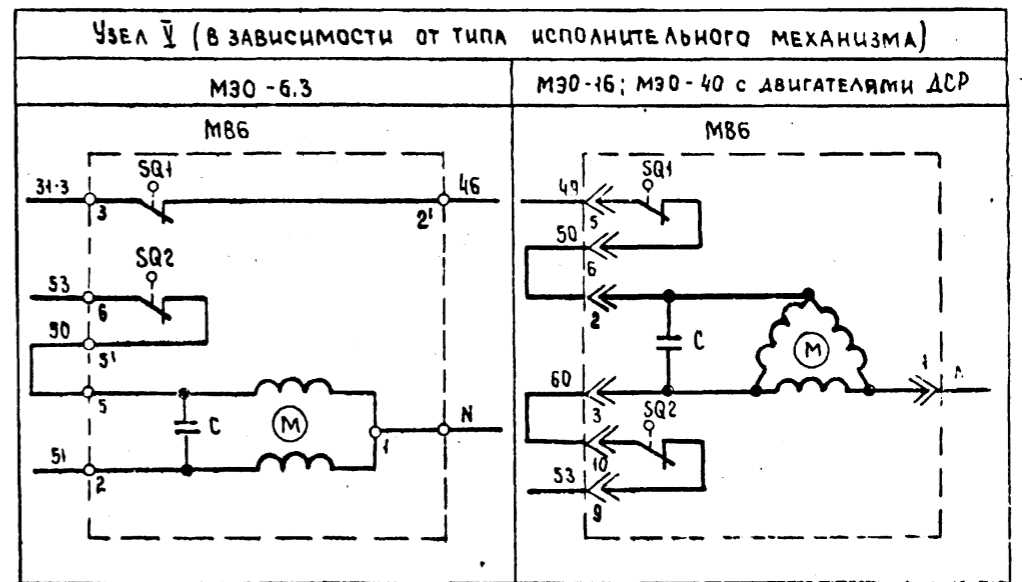 Узел V (в зависимости от типа исполнительного механизма)
МЭО-6.3
МЭО-16; МЭО-40 с двигателями ДСР
МВ6
SQ1
31-3
3
2'
46
SQ2
53
6
90
5'
5
C
M
1
N
51
2
МВ6
SQ1
49
5
50
6
2
C
M
1
60
3
SQ2
10
53
9